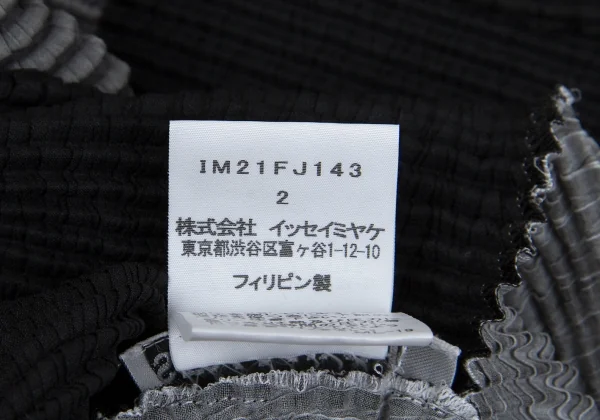 IM21FJ143
2
株式会社 イッセイミヤケ
東京都渋谷区富ヶ谷1-12-10
フィリピン製